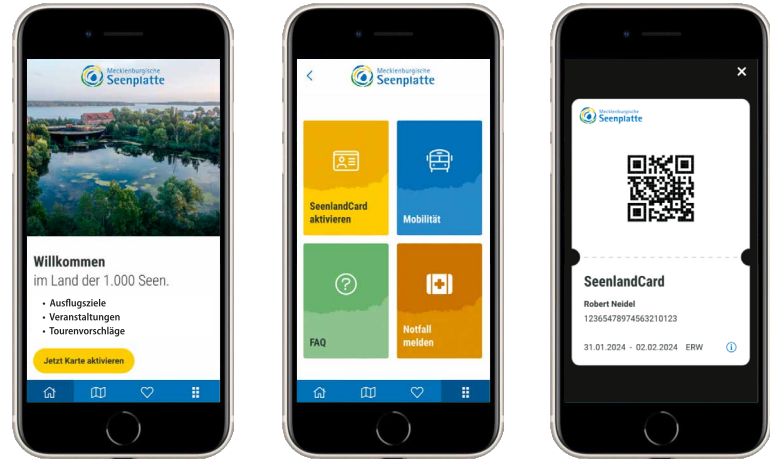 Mecklenburgische
Seenplatte
Willkommen
im Land der 1.000 Seen.
• Ausflugsziele
• Veranstaltungen
• Tourenvorschläge
Jetzt Karte aktivieren
Mecklenburgische
Seenplatte
SeenlandCard
aktivieren
Mobilität
FAQ
Notfall
melden
Mecklenburgische
Seenplatte
SeenlandCard
Robert Neidel
12365478974563210123
31.01.2024 - 02.02.2024 ERW